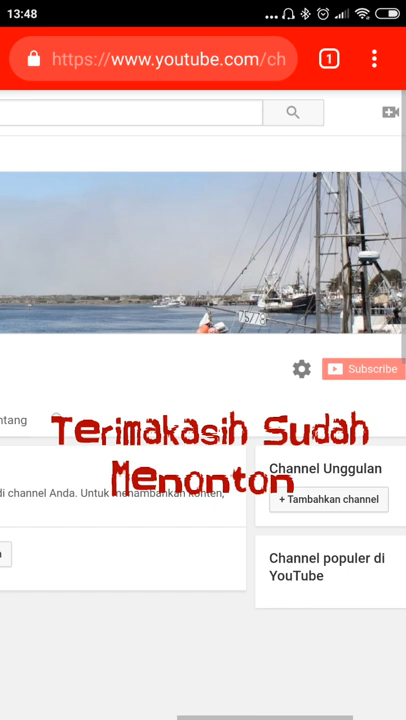 13:48
https://www.youtube.com/ch
1
75778
Subscribe
ntang
Terimakasih Sudah
Menonton
Channel Unggulan
di channel Anda. Untuk menambahkan konten,
+ Tambahkan channel
Channel populer di
YouTube